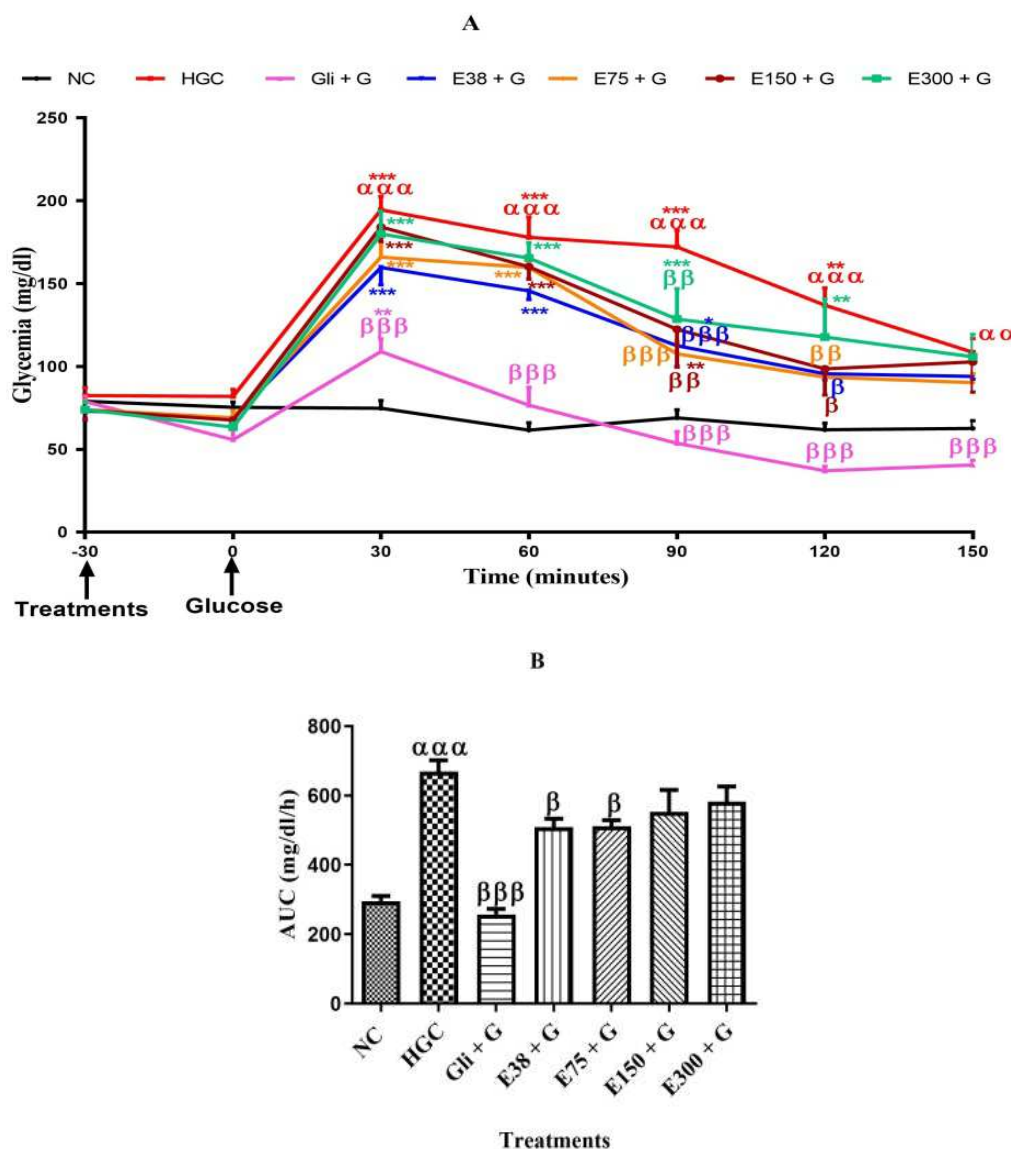 A
NC HGC Gli + G E38 + G E75 + G E150 + G E300 + G
250
200
150
100
50
0
Glycemia (mg/dl)
***
ααα
***
***
***
***
**
βββ
***
ααα
***
***
***
***
βββ
***
ααα
***
ββ
*
βββ
βββ
**
ββ
βββ
**
ααα
**
ββ
β
β
βββ
αα
βββ
-30 0 30 60 90 120 150
Time (minutes)
Treatments Glucose
B
800
600
400
200
0
AUC (mg/dl/h)
ααα
βββ
β
β
NC HGC Gli + G E38 + G E75 + G E150 + G E300 + G
Treatments